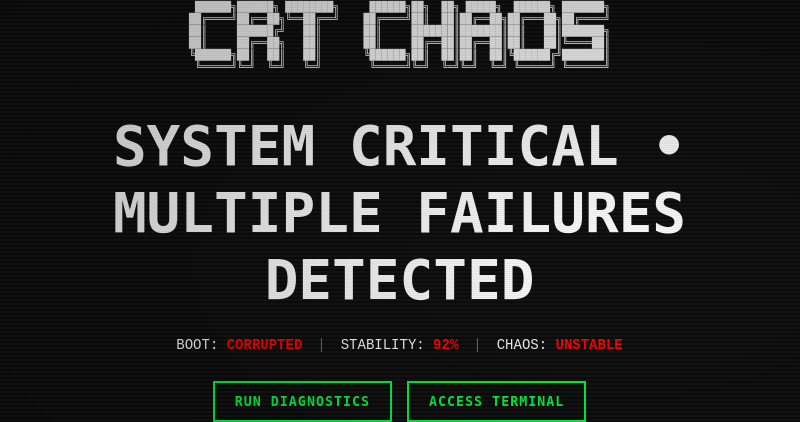 CRT CHAOS
SYSTEM CRITICAL •
MULTIPLE FAILURES
DETECTED
BOOT: CORRUPTED | STABILITY: 92% | CHAOS: UNSTABLE
RUN DIAGNOSTICS ACCESS TERMINAL